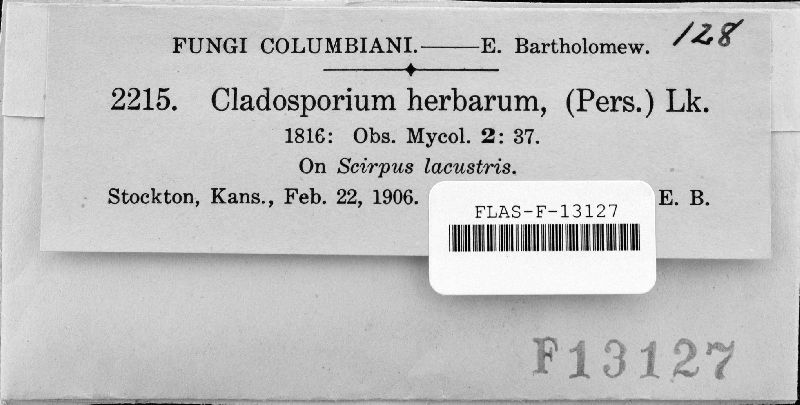 FUNGI COLUMBIANI.——E. Bartholomew. 128
2215. Cladosporium herbarum, (Pers.) Lk.
1816: Obs. Mycol. 2: 37.
On Scirpus lacustris.
Stockton, Kans., Feb. 22, 1906. E. B.
FLAS-F-13127
F13127